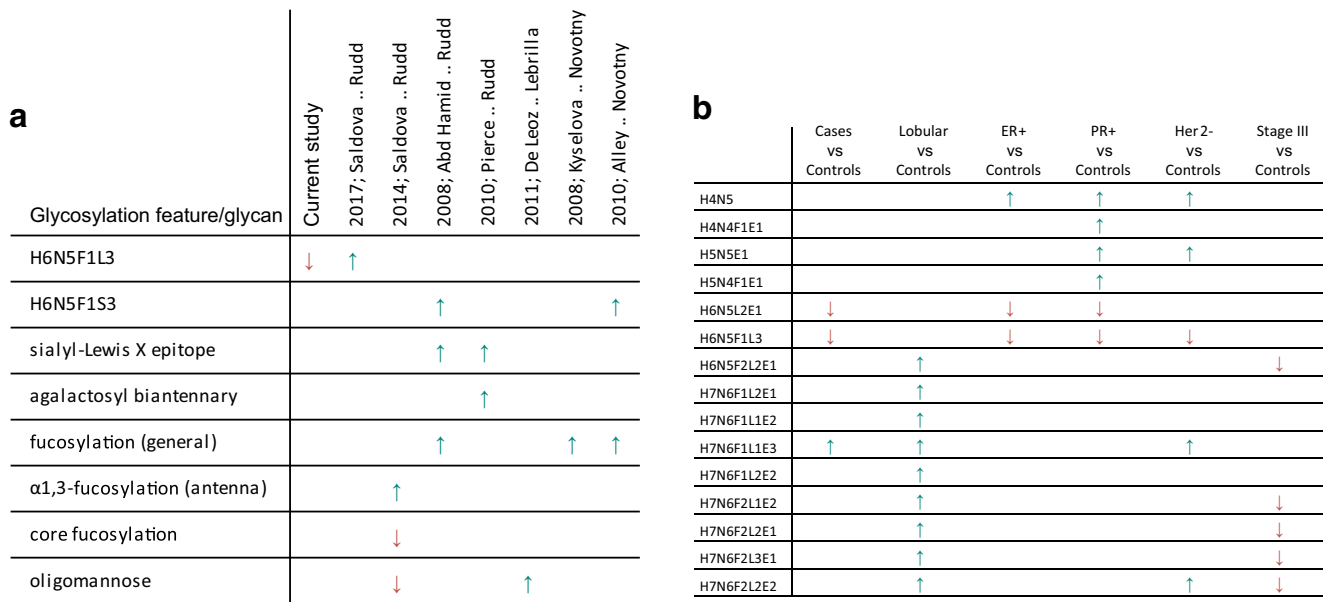 a
Glycosylation feature/glycan
Current study
2017; Saldova .. Rudd
2014; Saldova .. Rudd
2008; Abd Hamid .. Rudd
2010; Pierce .. Rudd
2011; De Leoz .. Lebrilla
2008; Kyselova .. Novotny
2010; Alley .. Novotny
H6N5F1L3 ↓ ↑
H6N5F1S3 ↑ ↑
sialyl-Lewis X epitope ↑ ↑
agalactosyl biantennary ↑
fucosylation (general) ↑ ↑ ↑
α1,3-fucosylation (antenna) ↑
core fucosylation ↓
oligomannose ↓ ↑
b
Cases vs Controls
Lobular vs Controls
ER+ vs Controls
PR+ vs Controls
Her2- vs Controls
Stage III vs Controls
H4N5 ↑ ↑ ↑
H4N4F1E1 ↑
H5N5E1 ↑ ↑
H5N4F1E1 ↑
H6N5L2E1 ↓ ↓ ↓
H6N5F1L3 ↓ ↓ ↓ ↓
H6N5F2L2E1 ↑ ↓
H7N6F1L2E1 ↑
H7N6F1L1E2 ↑
H7N6F1L1E3 ↑ ↑ ↑
H7N6F1L2E2 ↑
H7N6F2L1E2 ↑ ↓
H7N6F2L2E1 ↑ ↓
H7N6F2L3E1 ↑ ↓
H7N6F2L2E2 ↑ ↑ ↓